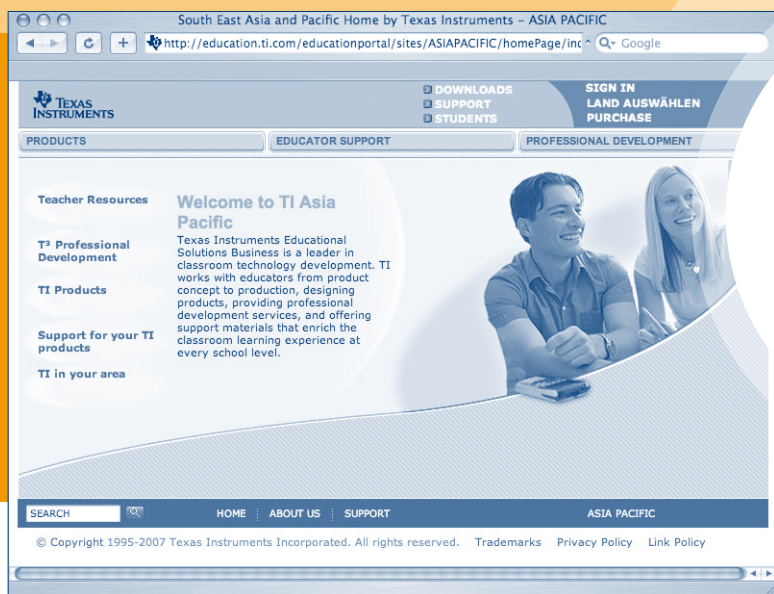 South East Asia and Pacific Home by Texas Instruments – ASIA PACIFIC
http://education.ti.com/educationportal/sites/ASIAPACIFIC/homePage/inc
Google
TEXAS
INSTRUMENTS
DOWNLOADS
SUPPORT
STUDENTS
SIGN IN
LAND AUSWÄHLEN
PURCHASE
PRODUCTS
EDUCATOR SUPPORT
PROFESSIONAL DEVELOPMENT
Teacher Resources
T³ Professional
Development
TI Products
Support for your TI
products
TI in your area
Welcome to TI Asia
Pacific
Texas Instruments Educational
Solutions Business is a leader in
classroom technology development. TI
works with educators from product
concept to production, designing
products, providing professional
development services, and offering
support materials that enrich the
classroom learning experience at
every school level.
SEARCH
HOME
ABOUT US
SUPPORT
ASIA PACIFIC
© Copyright 1995-2007 Texas Instruments Incorporated. All rights reserved. Trademarks Privacy Policy Link Policy